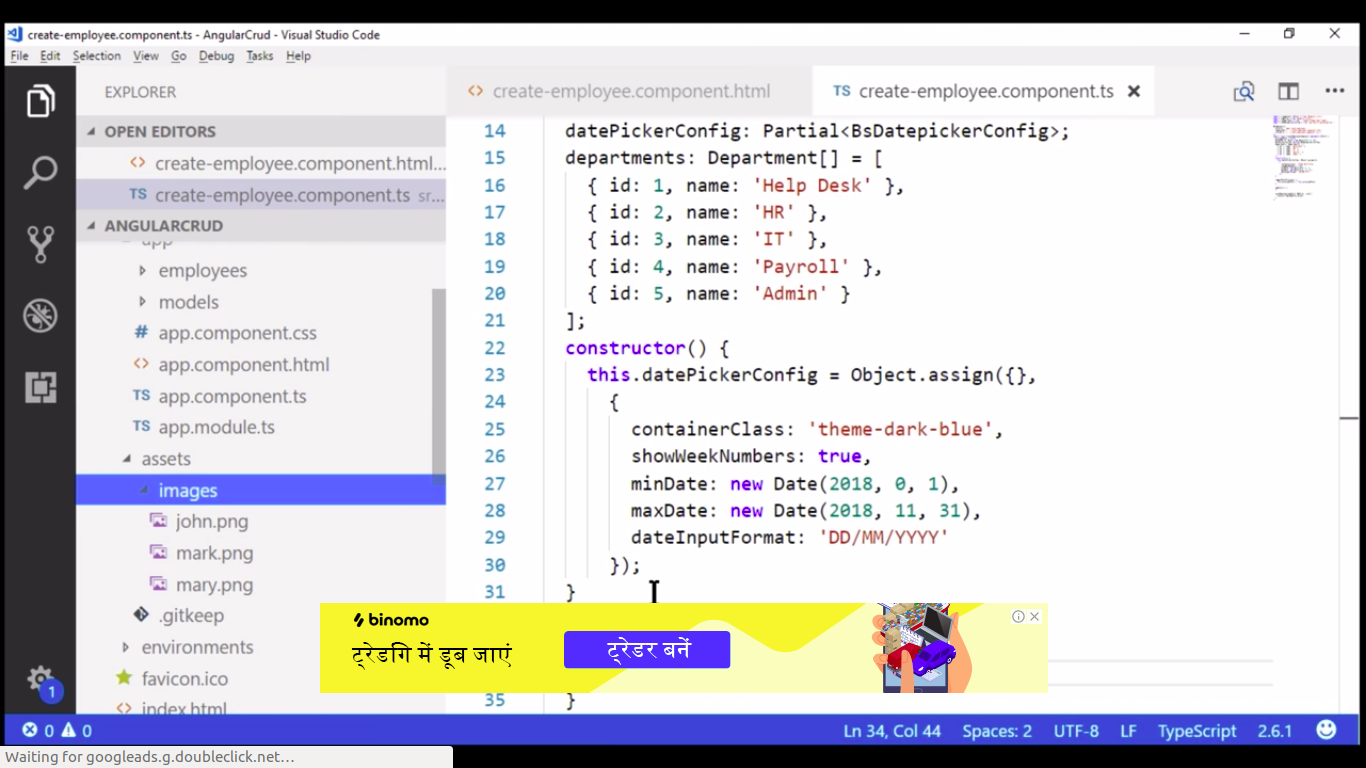 create-employee.component.ts - AngularCrud - Visual Studio Code
File Edit Selection View Go Debug Tasks Help
EXPLORER
OPEN EDITORS
<> create-employee.component.html...
TS create-employee.component.ts sr...
ANGULARCRUD
app
employees
models
# app.component.css
<> app.component.html
TS app.component.ts
TS app.module.ts
assets
images
john.png
mark.png
mary.png
.gitkeep
environments
favicon.ico
<> index.html
1
<> create-employee.component.html
TS create-employee.component.ts
14 datePickerConfig: Partial<BsDatepickerConfig>;
15 departments: Department[] = [
16 { id: 1, name: 'Help Desk' },
17 { id: 2, name: 'HR' },
18 { id: 3, name: 'IT' },
19 { id: 4, name: 'Payroll' },
20 { id: 5, name: 'Admin' }
21 ];
22 constructor() {
23 this.datePickerConfig = Object.assign({},
24 {
25 containerClass: 'theme-dark-blue',
26 showWeekNumbers: true,
27 minDate: new Date(2018, 0, 1),
28 maxDate: new Date(2018, 11, 31),
29 dateInputFormat: 'DD/MM/YYYY'
30 });
31 }
binomo
ट्रेडगि में डूब जाएं
ट्रेडर बनें
35 }
0 0
Ln 34, Col 44 Spaces: 2 UTF-8 LF TypeScript 2.6.1
Waiting for googleads.g.doubleclick.net...